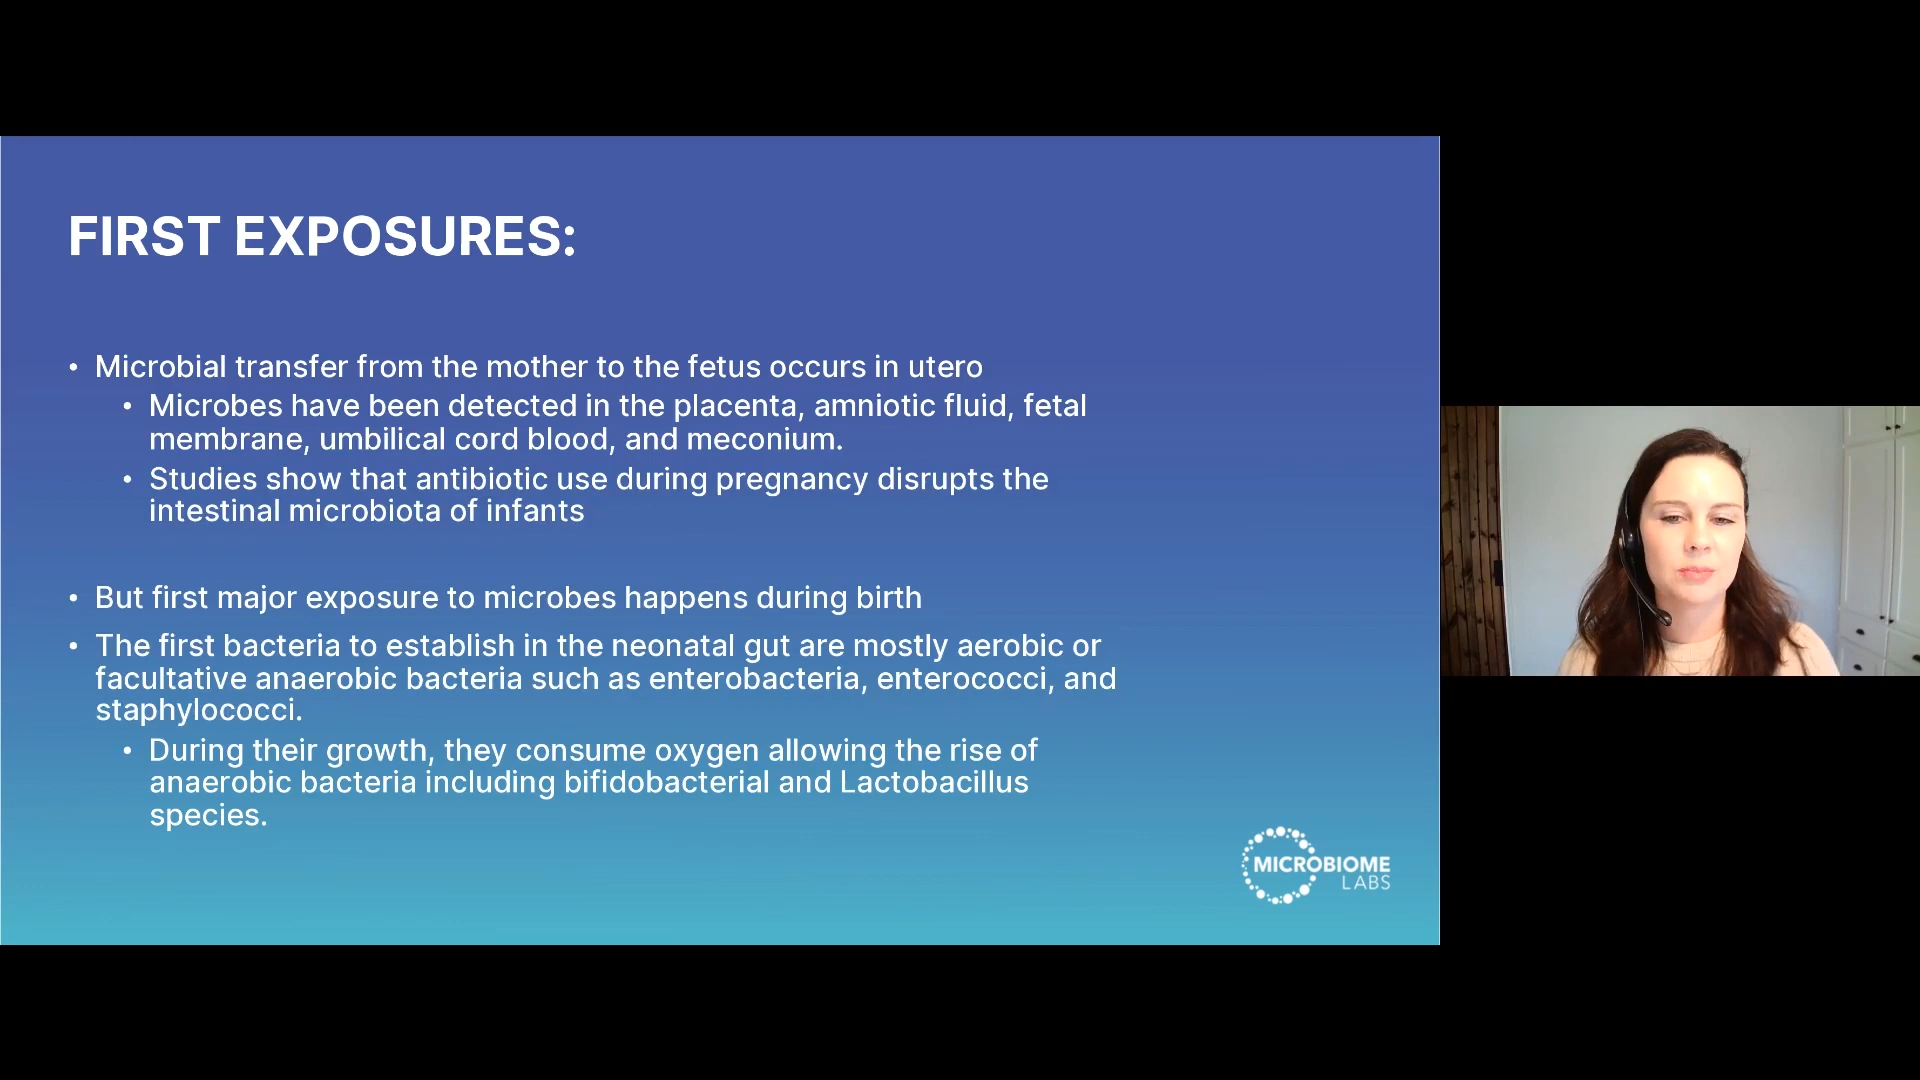 FIRST EXPOSURES:
• Microbial transfer from the mother to the fetus occurs in utero
• Microbes have been detected in the placenta, amniotic fluid, fetal
membrane, umbilical cord blood, and meconium.
• Studies show that antibiotic use during pregnancy disrupts the
intestinal microbiota of infants
• But first major exposure to microbes happens during birth
• The first bacteria to establish in the neonatal gut are mostly aerobic or
facultative anaerobic bacteria such as enterobacteria, enterococci, and
staphylococci.
• During their growth, they consume oxygen allowing the rise of
anaerobic bacteria including bifidobacterial and Lactobacillus
species.
MICROBIOME
LABS